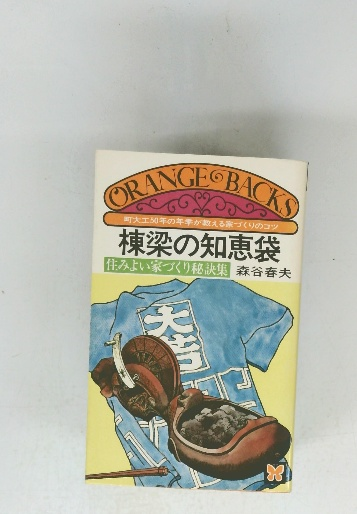 ORANGE BACKS
町大工50年の年季が教える家づくりのコツ
棟梁の知恵袋
住みよい家づくり秘訣集 森谷春夫
大吉